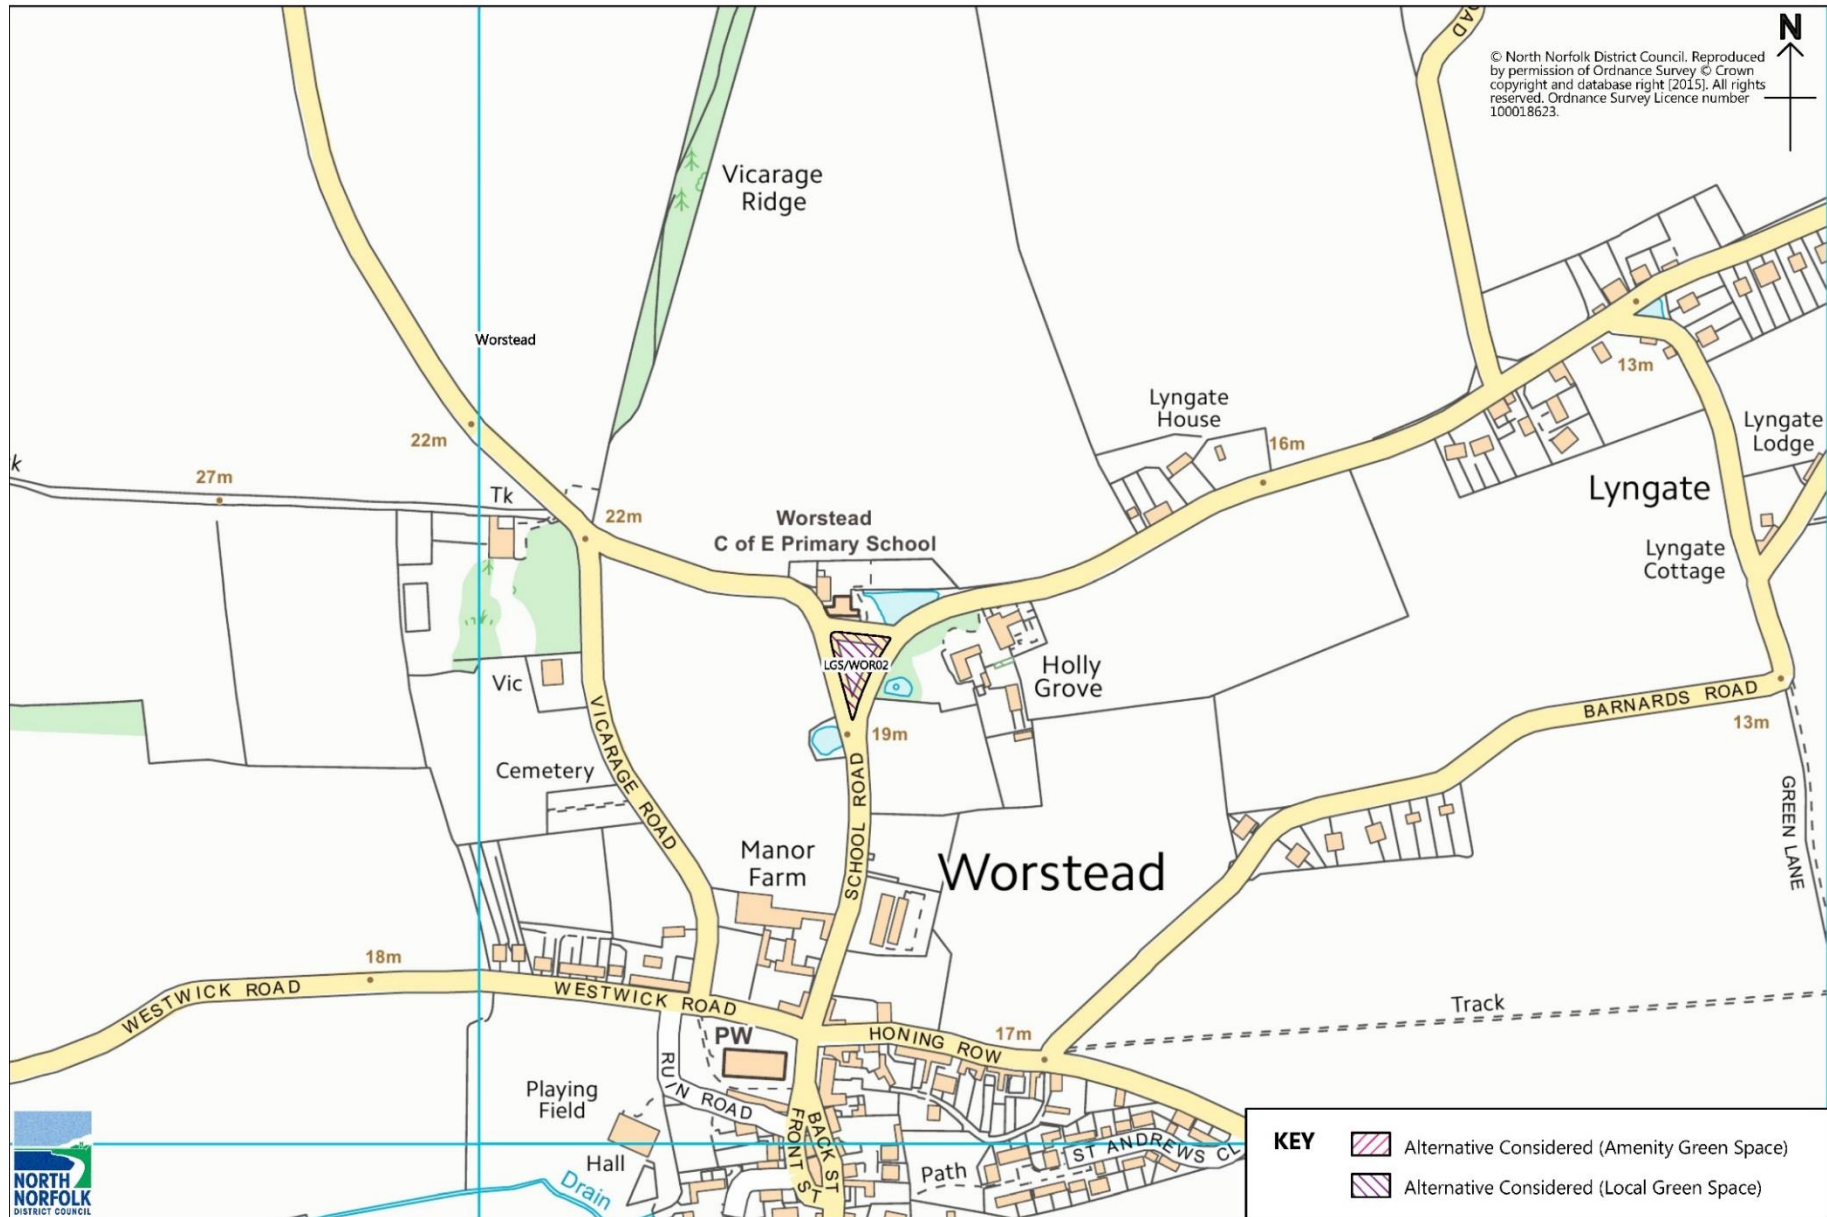 ROAD
N
© North Norfolk District Council. Reproduced
by permission of Ordnance Survey © Crown
copyright and database right [2015]. All rights
reserved. Ordnance Survey Licence number
100018623.
Vicarage
Ridge
Worstead
13m
Lyngate
House
Lyngate
Lodge
22m
16m
k
27m
Tk
Lyngate
22m
Worstead
C of E Primary School
Lyngate
Cottage
LGS/WOR02
Holly
Grove
Vic
BARNARDS ROAD
VICARAGE ROAD
13m
19m
Cemetery
SCHOOL ROAD
GREEN LANE
Manor
Farm
Worstead
18m
WESTWICK ROAD
WESTWICK ROAD
Track
PW
HONING ROW
17m
RUIN ROAD
Playing
Field
BACK ST
FRONT ST
ST ANDREWS CL
Hall
Path
Drain
KEY
Alternative Considered (Amenity Green Space)
Alternative Considered (Local Green Space)
NORTH
NORFOLK
DISTRICT COUNCIL